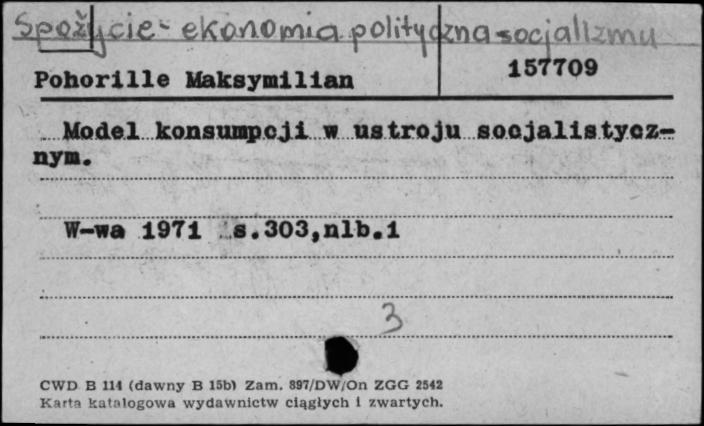 Spożycie - ekonomia polityczna socjalizmu
Pohorille Maksymilian
157709
Model konsumpcji w ustroju socjalistycz-
nym.
W-wa 1971 s.303,nlb.1
3
CWD B 114 (dawny B 15b) Zam. 897/DW/On ZGG 2542
Karta katalogowa wydawnictw ciągłych i zwartych.